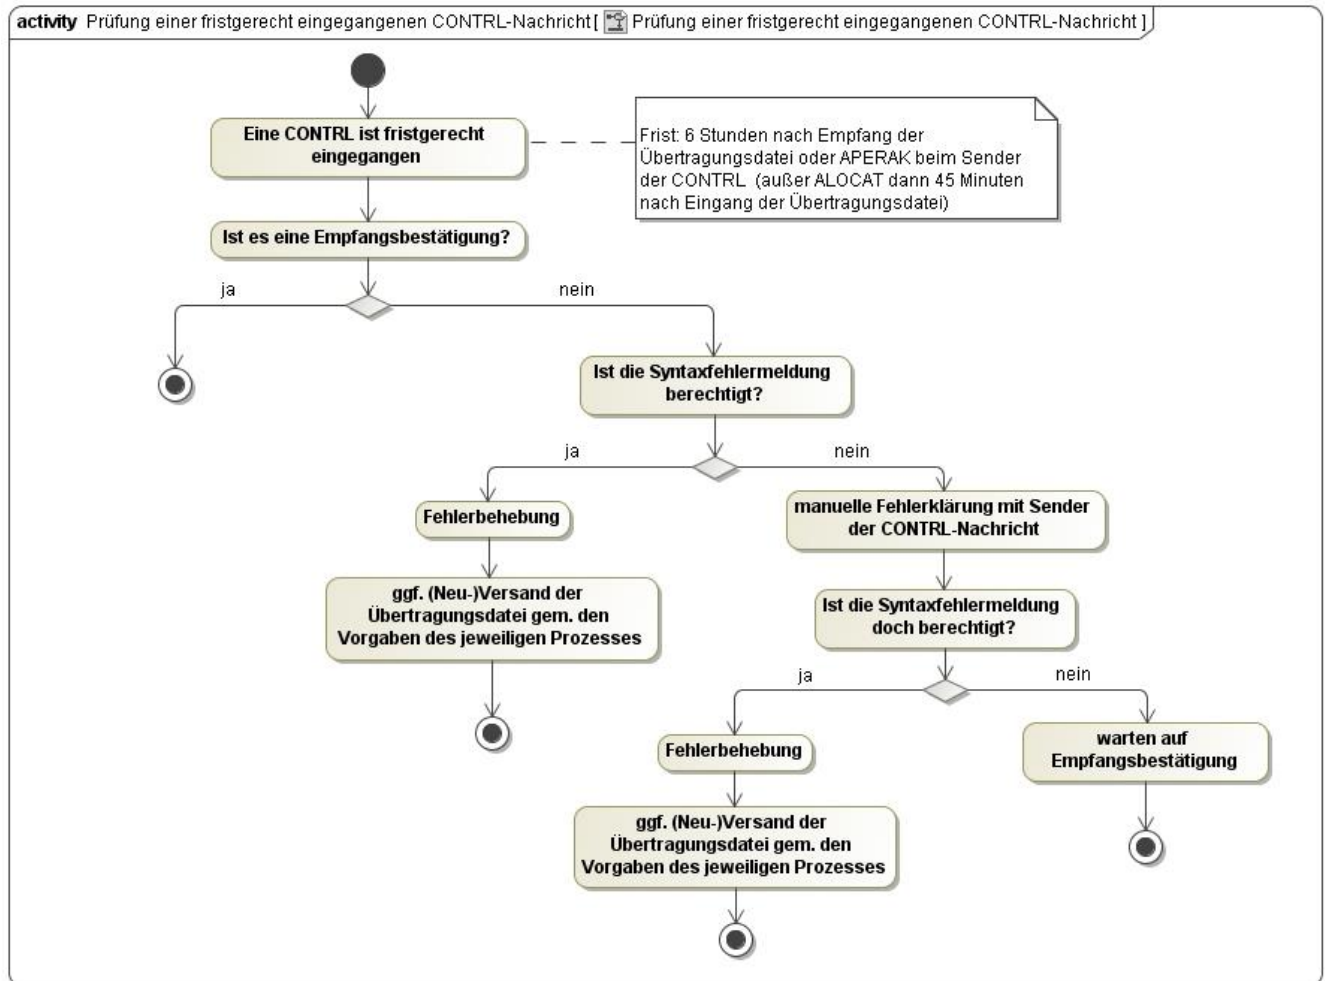 activity Prüfung einer fristgerecht eingegangenen CONTRL-Nachricht [ Prüfung einer fristgerecht eingegangenen CONTRL-Nachricht ]
Eine CONTRL ist fristgerecht
eingegangen
Frist: 6 Stunden nach Empfang der
Übertragungsdatei oder APERAK beim Sender
der CONTRL (außer ALOCAT dann 45 Minuten
nach Eingang der Übertragungsdatei)
Ist es eine Empfangsbestätigung?
ja
nein
Ist die Syntaxfehlermeldung
berechtigt?
ja
nein
Fehlerbehebung
manuelle Fehlerklärung mit Sender
der CONTRL-Nachricht
ggf. (Neu-)Versand der
Übertragungsdatei gem. den
Vorgaben des jeweiligen Prozesses
Ist die Syntaxfehlermeldung
doch berechtigt?
ja
nein
Fehlerbehebung
warten auf
Empfangsbestätigung
ggf. (Neu-)Versand der
Übertragungsdatei gem. den
Vorgaben des jeweiligen Prozesses